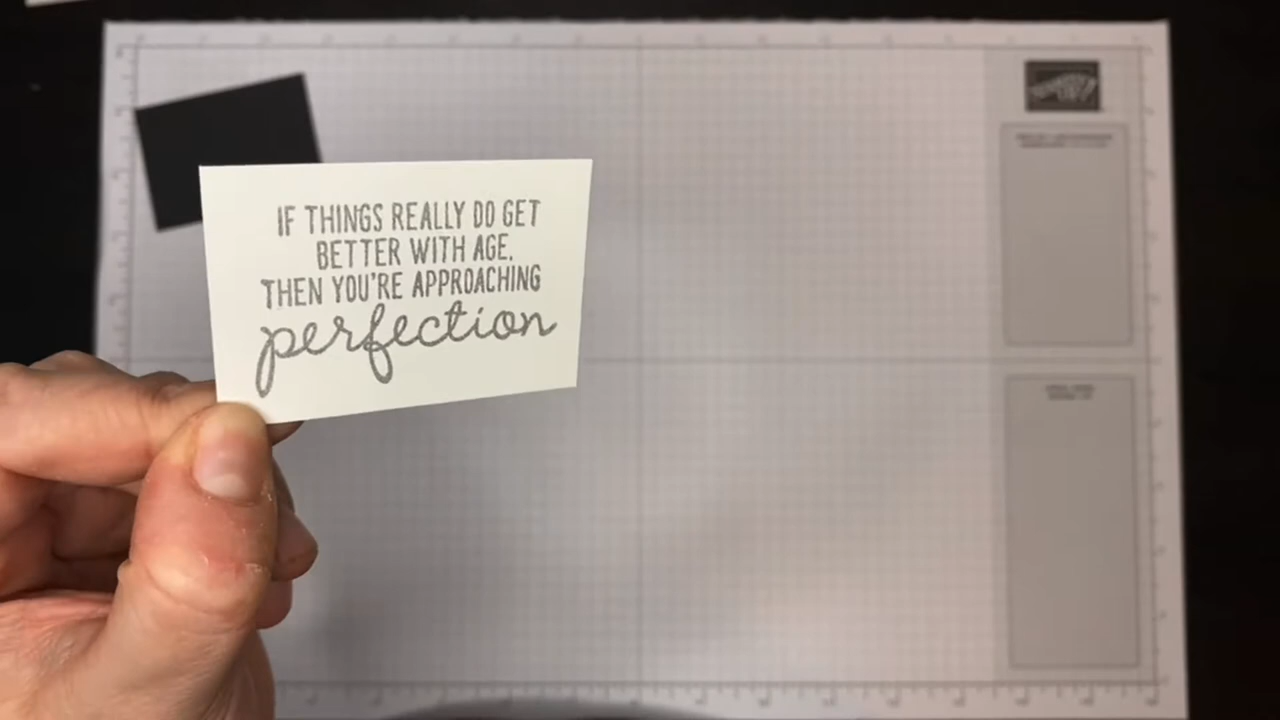 IF THINGS REALLY DO GET
BETTER WITH AGE,
THEN YOU'RE APPROACHING
perfection